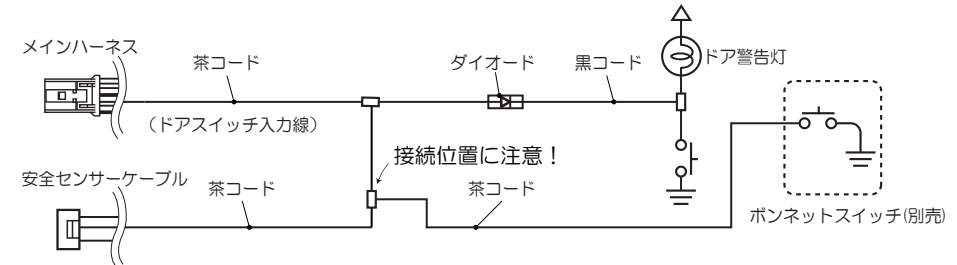 メインハーネス
茶コード
ダイオード
黒コード
ドア警告灯
（ドアスイッチ入力線）
接続位置に注意！
安全センサーケーブル
茶コード
茶コード
ボンネットスイッチ(別売)